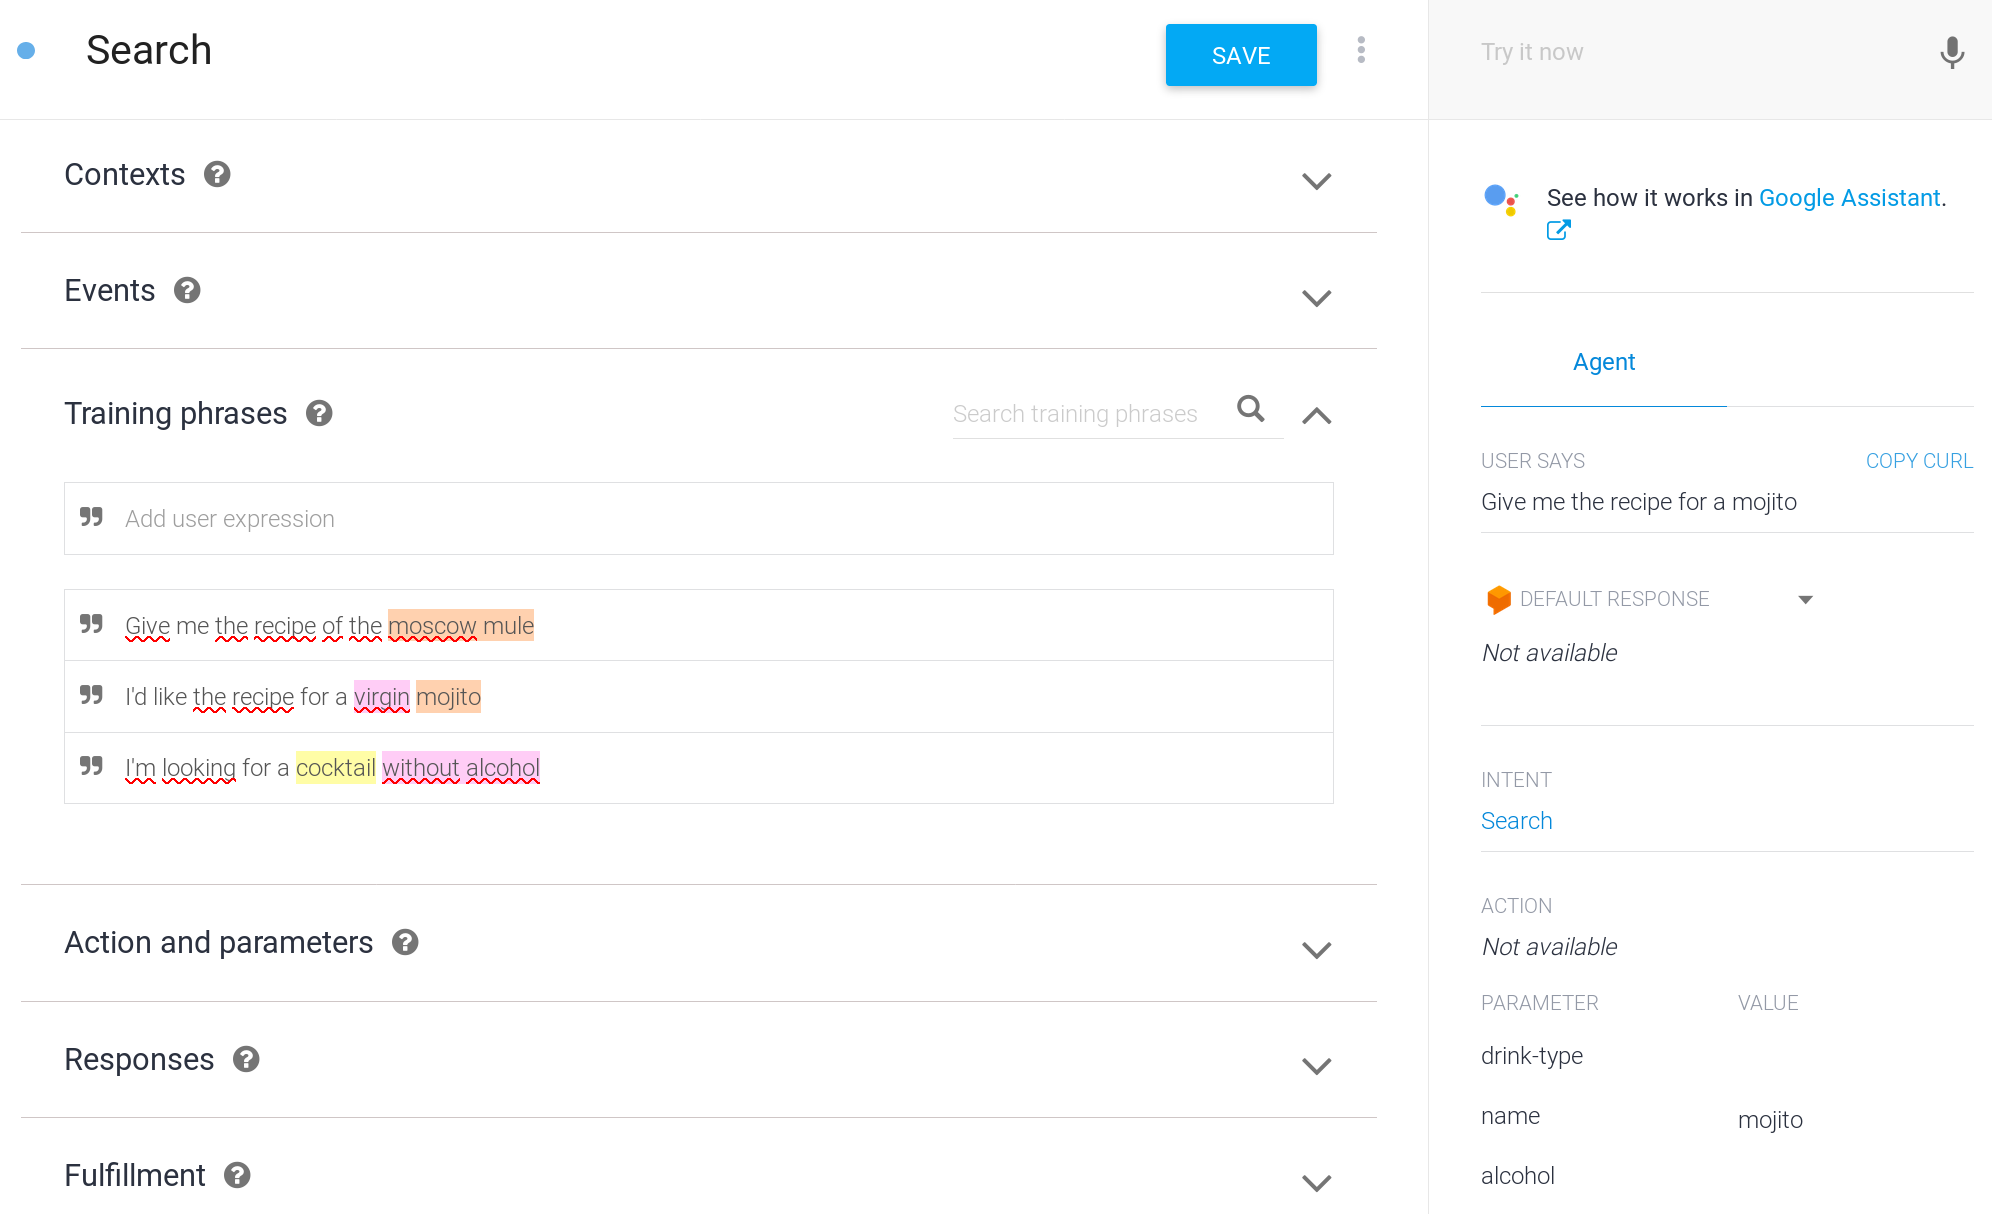 Search
SAVE
Contexts
Events
Training phrases
Search training phrases
Add user expression
Give me the recipe of the moscow mule
I'd like the recipe for a virgin mojito
I'm looking for a cocktail without alcohol
Action and parameters
Responses
Fulfillment
Try it now
See how it works in Google Assistant.
Agent
USER SAYS COPY CURL
Give me the recipe for a mojito
DEFAULT RESPONSE
Not available
INTENT
Search
ACTION
Not available
PARAMETER VALUE
drink-type
name mojito
alcohol